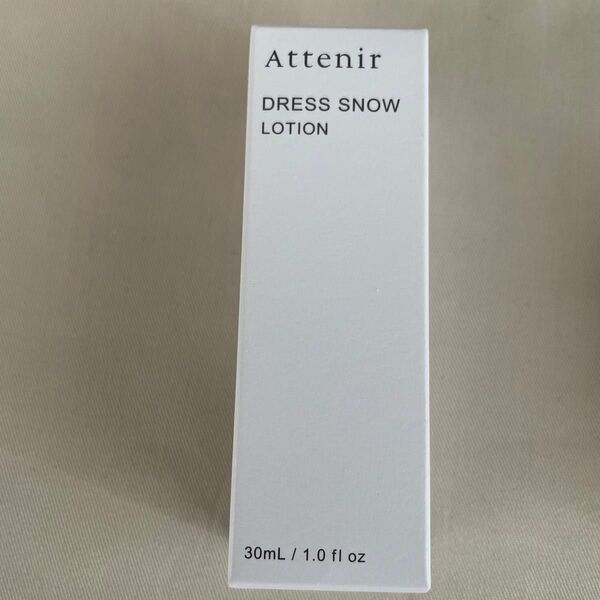 Attenir
DRESS SNOW
LOTION
30mL / 1.0 fl oz